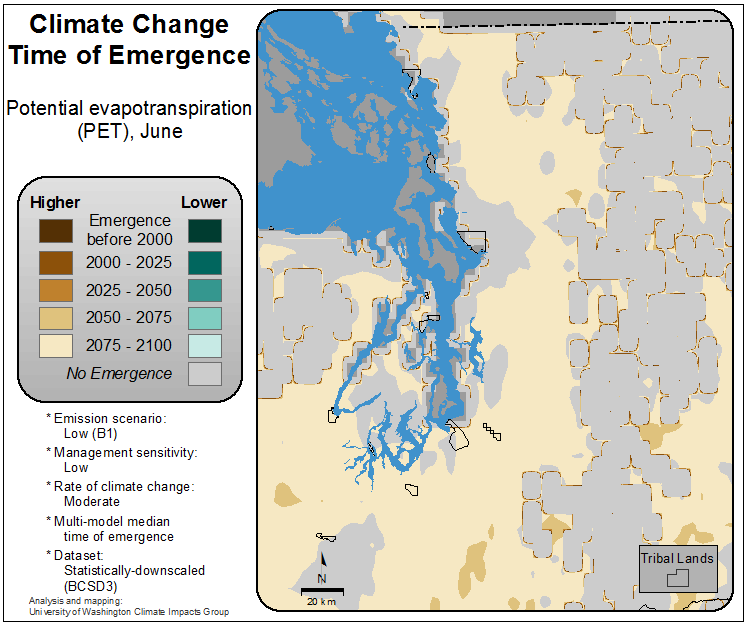 Climate Change
Time of Emergence
Potential evapotranspiration
(PET), June
Higher Lower
Emergence
before 2000
2000 - 2025
2025 - 2050
2050 - 2075
2075 - 2100
No Emergence
* Emission scenario:
Low (B1)
* Management sensitivity:
Low
* Rate of climate change:
Moderate
* Multi-model median
time of emergence
* Dataset:
Statistically-downscaled
(BCSD3)
Analysis and mapping:
University of Washington Climate Impacts Group
N
20 km
Tribal Lands